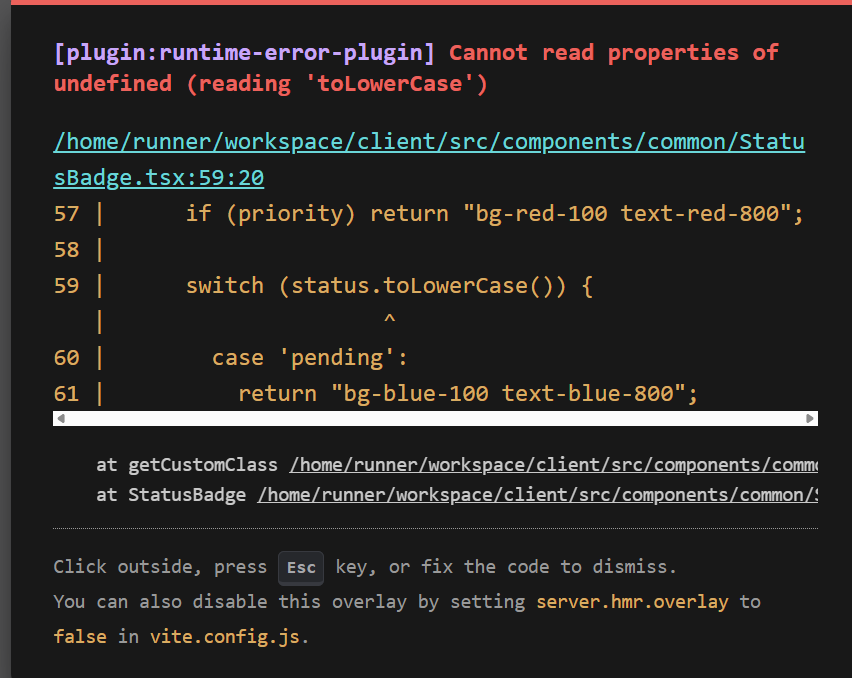 [plugin:runtime-error-plugin] Cannot read properties of
undefined (reading 'toLowerCase')
/home/runner/workspace/client/src/components/common/Statu
sBadge.tsx:59:20
57 |      if (priority) return "bg-red-100 text-red-800";
58 |
59 |      switch (status.toLowerCase()) {
   |                     ^
60 |        case 'pending':
61 |          return "bg-blue-100 text-blue-800";
at getCustomClass /home/runner/workspace/client/src/components/comm
at StatusBadge /home/runner/workspace/client/src/components/common/
Click outside, press Esc key, or fix the code to dismiss.
You can also disable this overlay by setting server.hmr.overlay to
false in vite.config.js.